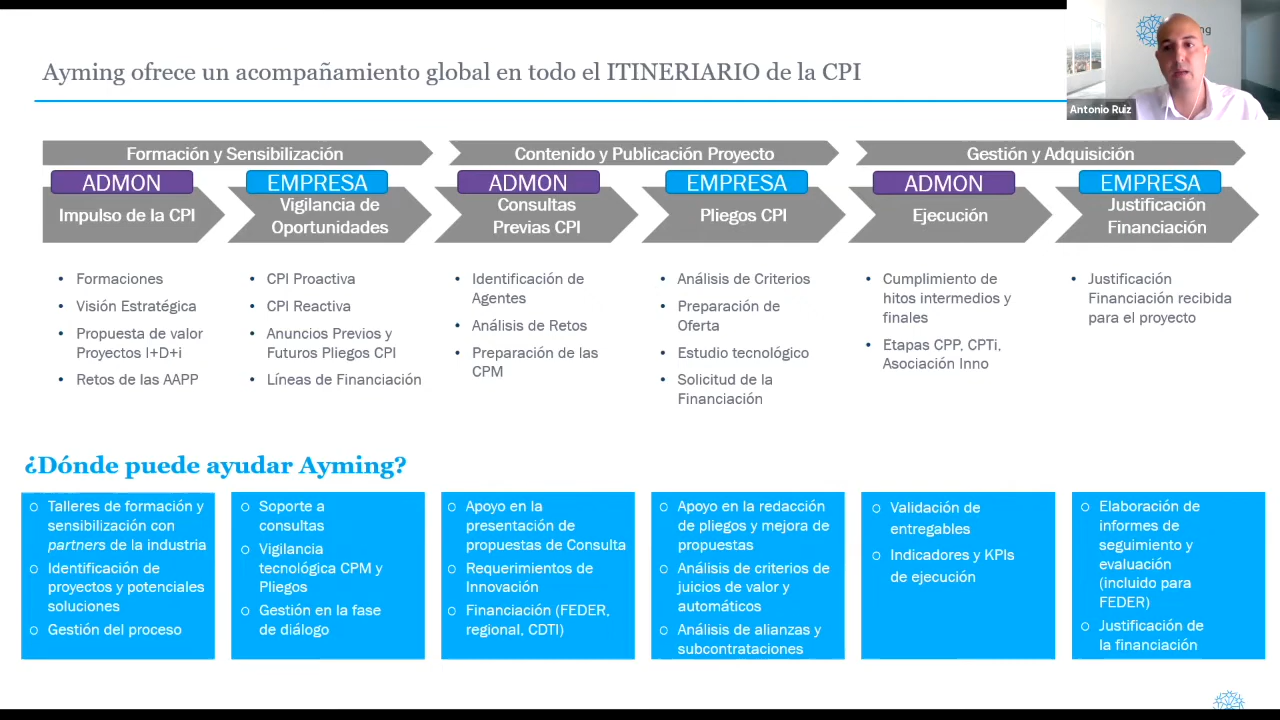 Ayming ofrece un acompañamiento global en todo el ITINERIARIO de la CPI
Antonio Ruiz
Formación y Sensibilización
Contenido y Publicación Proyecto
Gestión y Adquisición
ADMON
Impulso de la CPI
EMPRESA
Vigilancia de
Oportunidades
ADMON
Consultas
Previas CPI
EMPRESA
Pliegos CPI
ADMON
Ejecución
EMPRESA
Justificación
Financiación
• Formaciones
• Visión Estratégica
• Propuesta de valor
Proyectos I+D+i
• Retos de las AAPP
• CPI Proactiva
• CPI Reactiva
• Anuncios Previos y
Futuros Pliegos CPI
• Líneas de Financiación
• Identificación de
Agentes
• Análisis de Retos
• Preparación de las
CPM
• Análisis de Criterios
• Preparación de
Oferta
• Estudio tecnológico
• Solicitud de la
Financiación
• Cumplimiento de
hitos intermedios y
finales
• Etapas CPP, CPTi,
Asociación Inno
• Justificación
Financiación recibida
para el proyecto
¿Dónde puede ayudar Ayming?
o Talleres de formación y
sensibilización con
partners de la industria
o Identificación de
proyectos y potenciales
soluciones
o Gestión del proceso
o Soporte a
consultas
o Vigilancia
tecnológica CPM y
Pliegos
o Gestión en la fase
de diálogo
o Apoyo en la
presentación de
propuestas de Consulta
o Requerimientos de
Innovación
o Financiación (FEDER,
regional, CDTI)
o Apoyo en la redacción
de pliegos y mejora de
propuestas
o Análisis de criterios de
juicios de valor y
automáticos
o Análisis de alianzas y
subcontrataciones
o Validación de
entregables
o Indicadores y KPIs
de ejecución
o Elaboración de
informes de
seguimiento y
evaluación
(incluido para
FEDER)
o Justificación de
la financiación